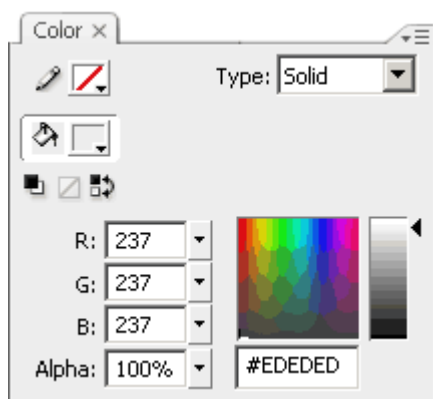 Color
Type: Solid
R: 237
G: 237
B: 237
Alpha: 100% #EDEDED